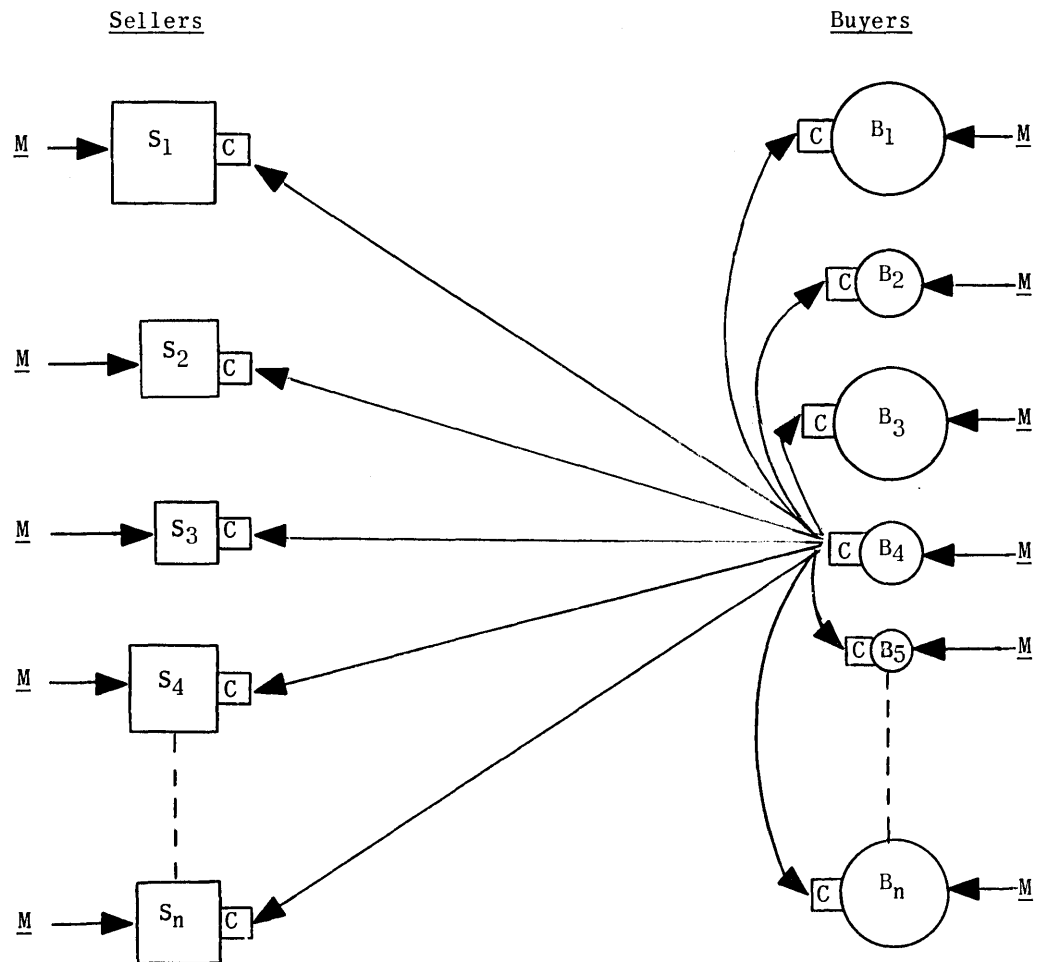 Sellers Buyers
M S1 C C B1 M
C B2 M
M S2 C
C B3 M
M S3 C C B4 M
C B5 M
M S4 C
C Bn M
M Sn C